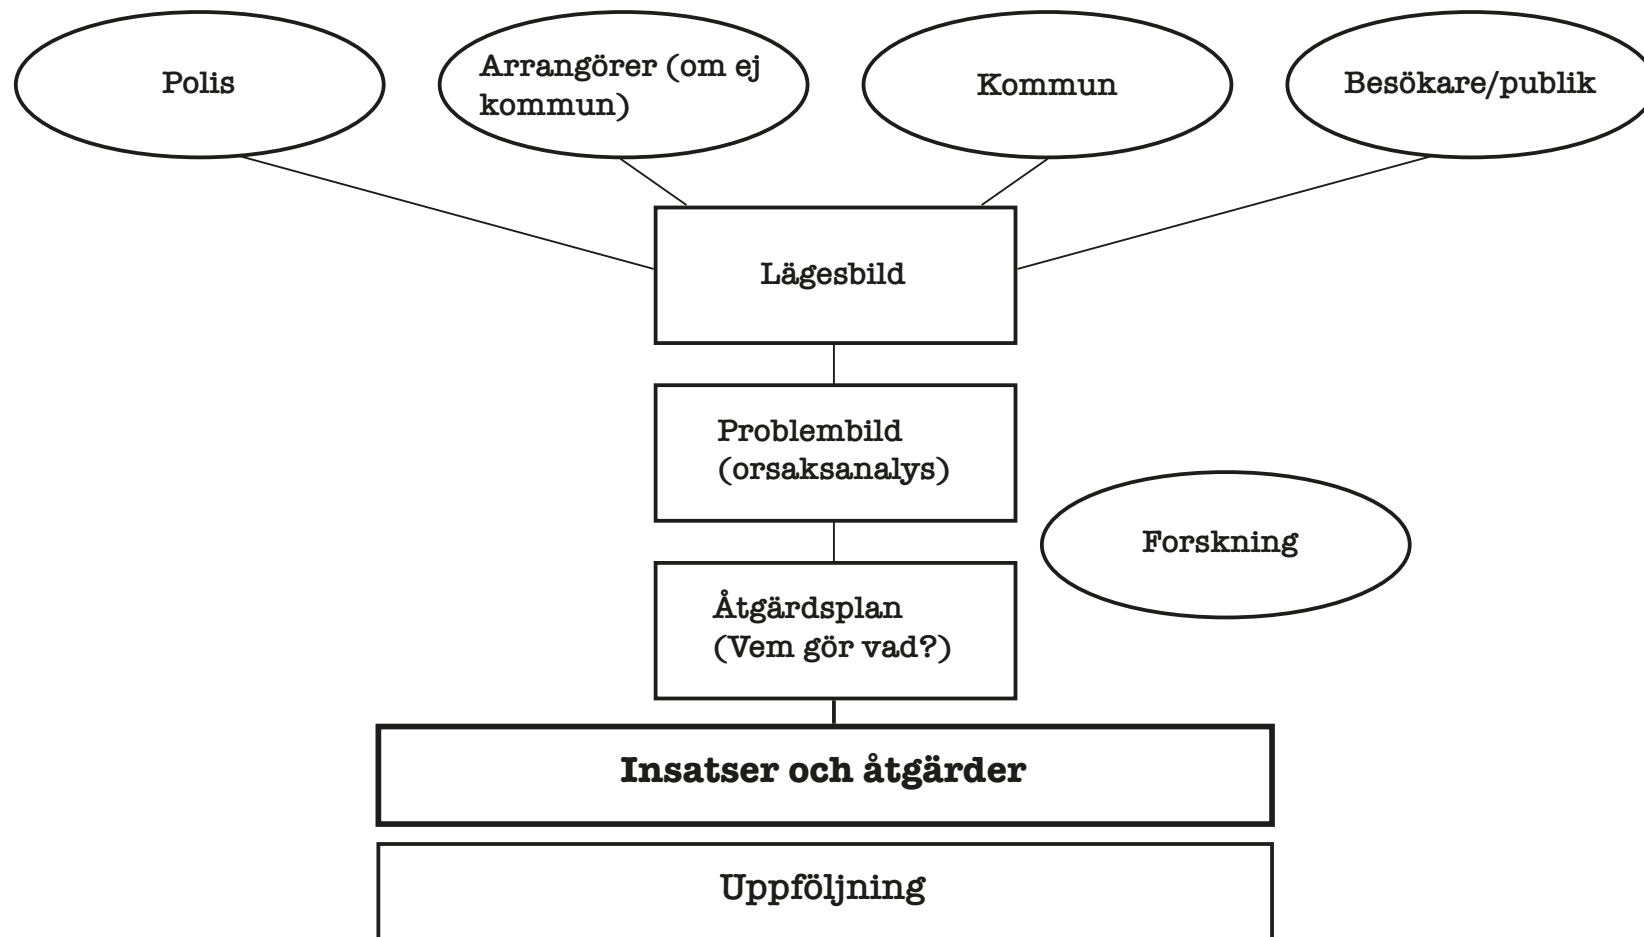 Polis
Arrangörer (om ej
kommun)
Kommun
Besökare/publik
Lägesbild
Problembild
(orsaksanalys)
Forskning
Åtgärdsplan
(Vem gör vad?)
Insatser och åtgärder
Uppföljning